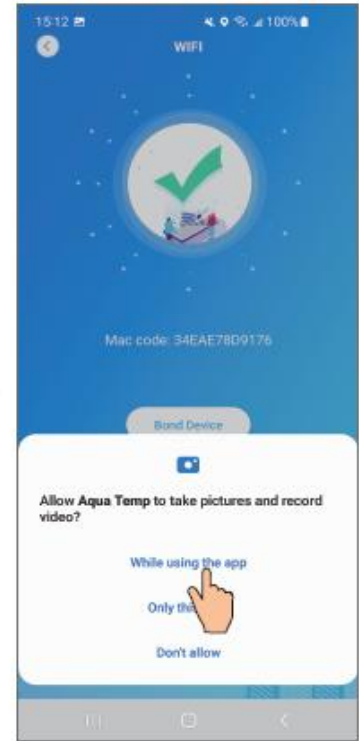 15:12 100%
WIFI
Mac code: 34EAE78D9176
Bond Device
Allow Aqua Temp to take pictures and record
video?
While using the app
Only
Don't allow